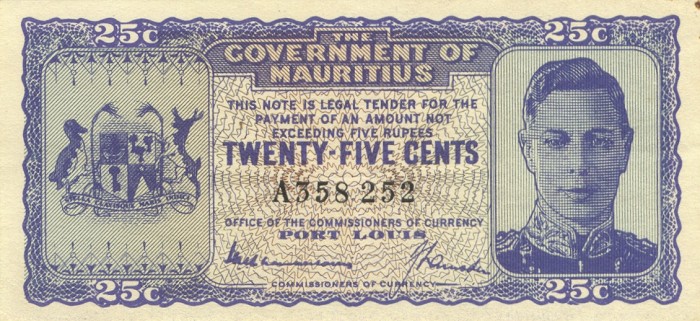 25c 25c
THE
GOVERNMENT OF
MAURITIUS
THIS NOTE IS LEGAL TENDER FOR THE
PAYMENT OF AN AMOUNT NOT
EXCEEDING FIVE RUPEES
TWENTY-FIVE CENTS
A358 252
OFFICE OF THE COMMISSIONERS OF CURRENCY
PORT LOUIS
COMMISSIONERS OF CURRENCY
25c 25c